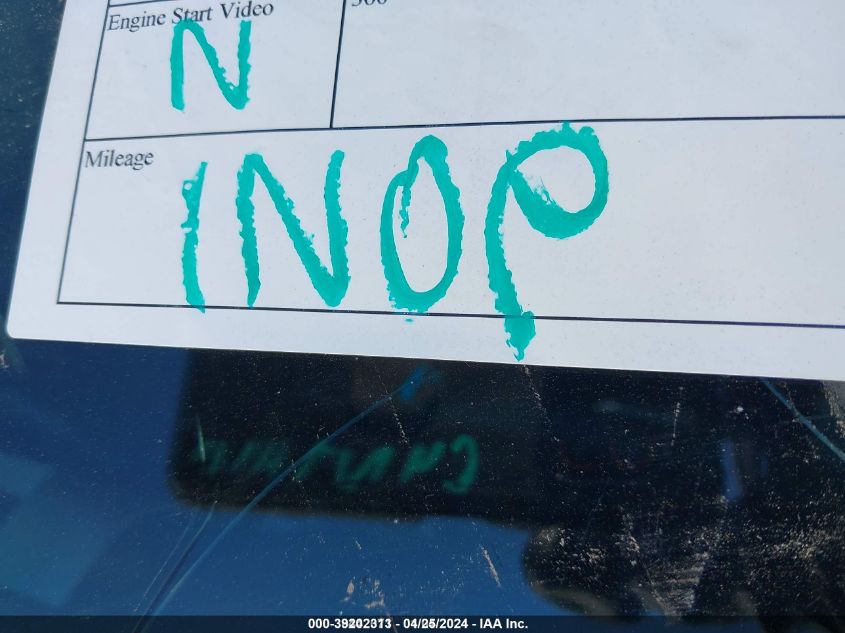 Engine Start Video
N
Mileage
INOP
000-39202313 - 04/25/2024 - IAA Inc.